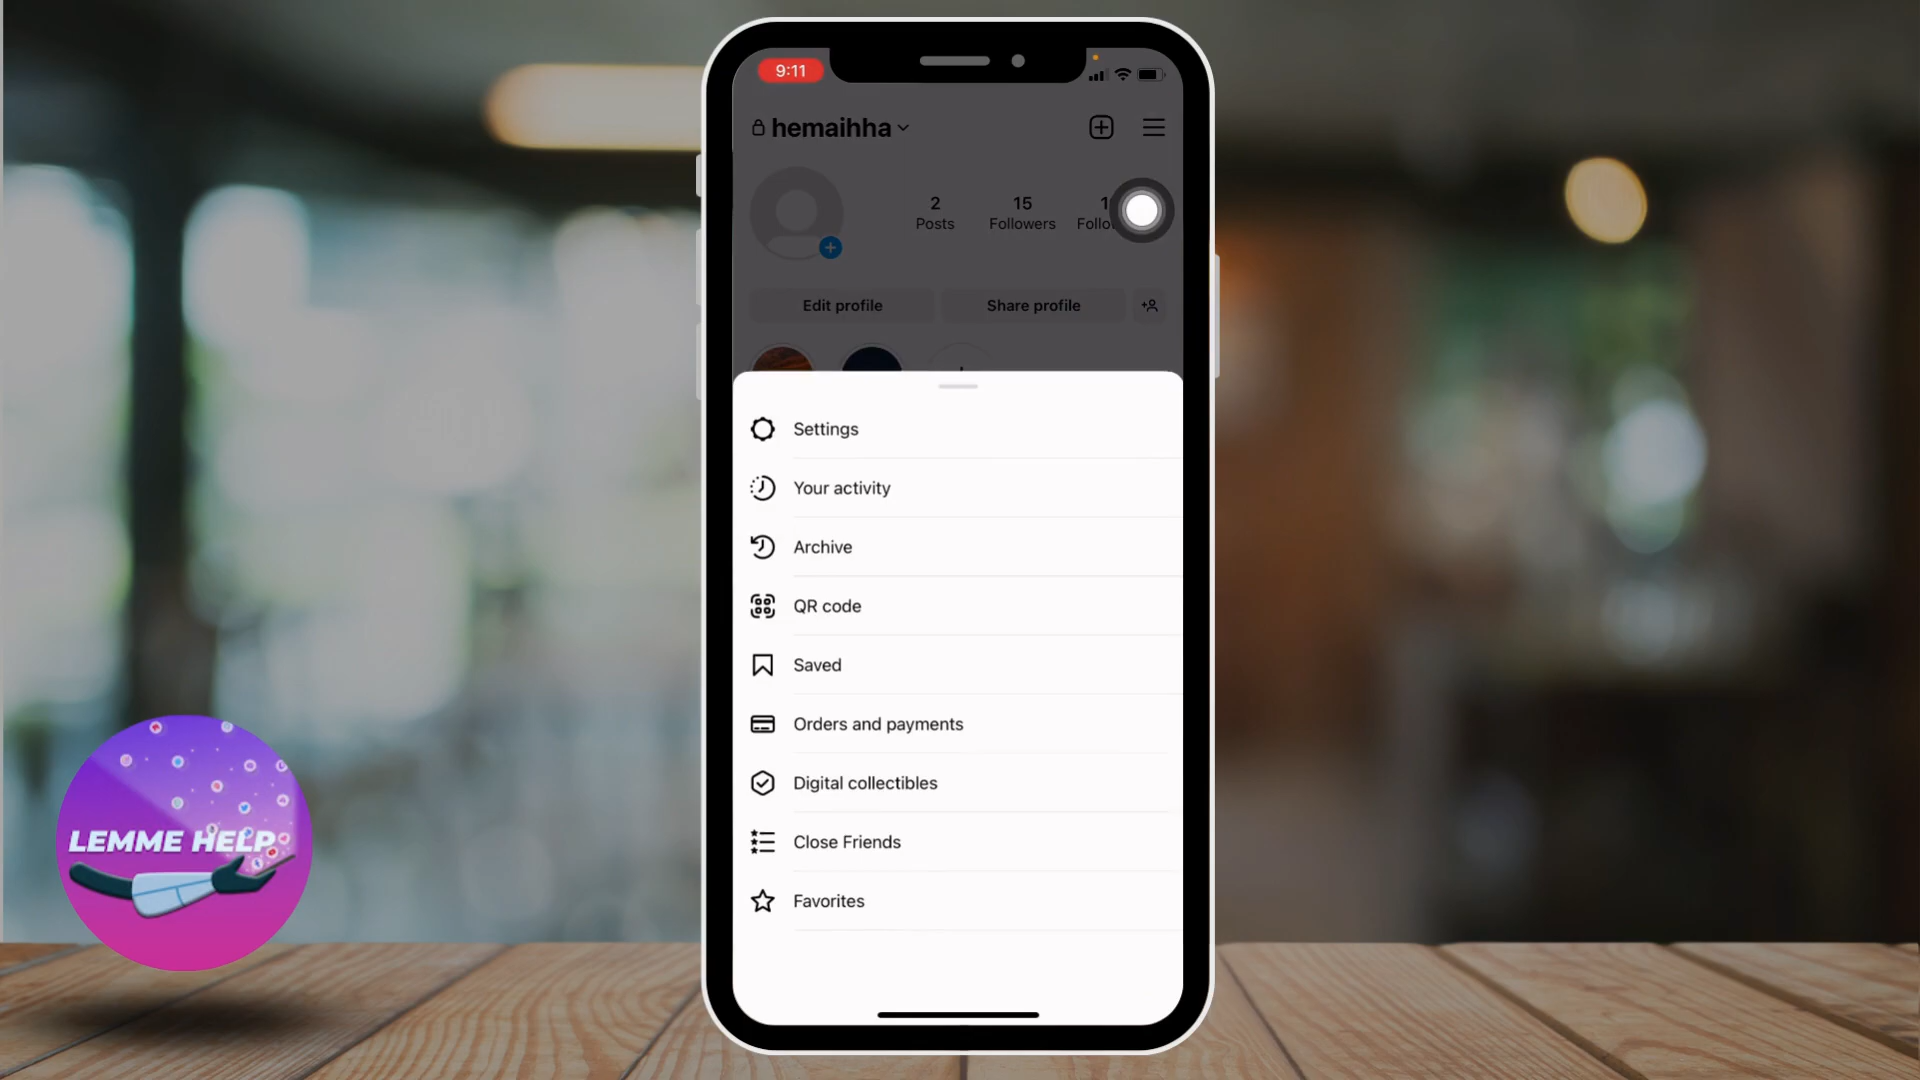 9:11
hemaihha
2
15
1
Posts
Followers
Edit profile
Share profile
Settings
Your activity
Archive
QR code
Saved
Orders and payments
Digital collectibles
Close Friends
Favorites
LEMME HELP